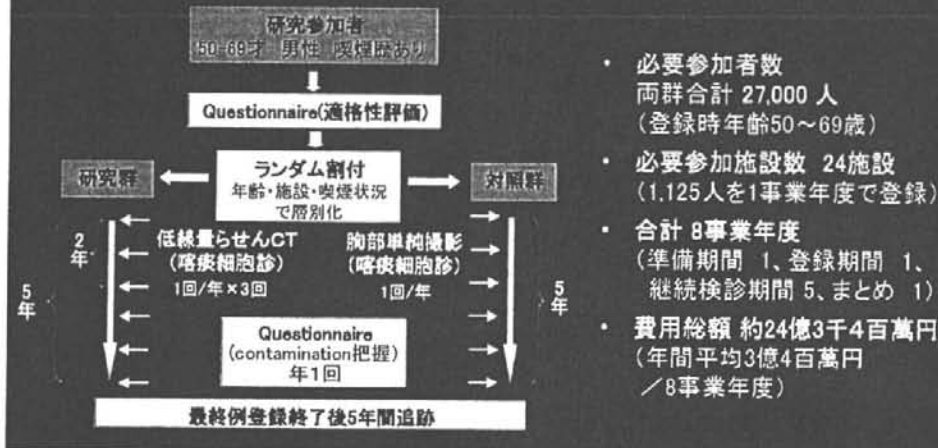 研究参加者
50-69才 男性 喫煙歴あり
Questionnaire(適格性評価)
研究群
ランダム割付
年齢・施設・喫煙状況
で層別化
対照群
2年
5年
低線量らせんCT
(喀痰細胞診)
1回/年×3回
胸部単純撮影
(喀痰細胞診)
1回/年
5年
Questionnaire
(contamination把握)
年1回
最終例登録終了後5年間追跡
・ 必要参加者数
両群合計 27,000 人
(登録時年齢50～69歳)
・ 必要参加施設数 24施設
(1,125人を1事業年度で登録)
・ 合計 8事業年度
(準備期間 1、登録期間 1、
継続検診期間 5、まとめ 1)
・ 費用総額 約24億3千4百萬円
(年間平均3億4百萬円
／8事業年度)